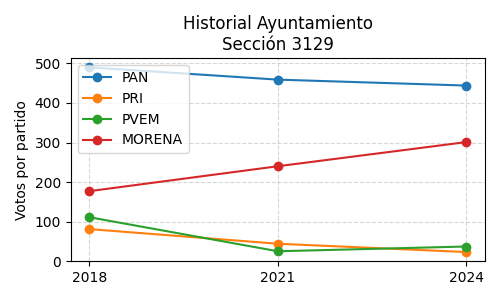 Historial Ayuntamiento
Sección 3129
Votos por partido
500
400
300
200
100
0
PAN
PRI
PVEM
MORENA
2018
2021
2024